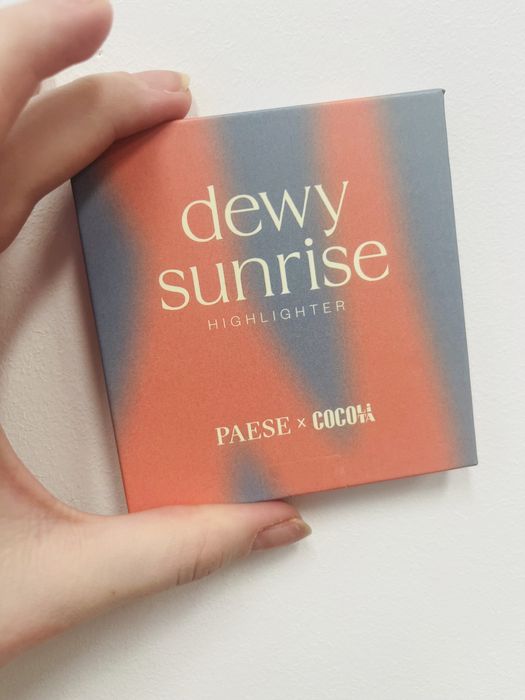 dewy
sunrise
HIGHLIGHTER
PAESE x COCOLITA